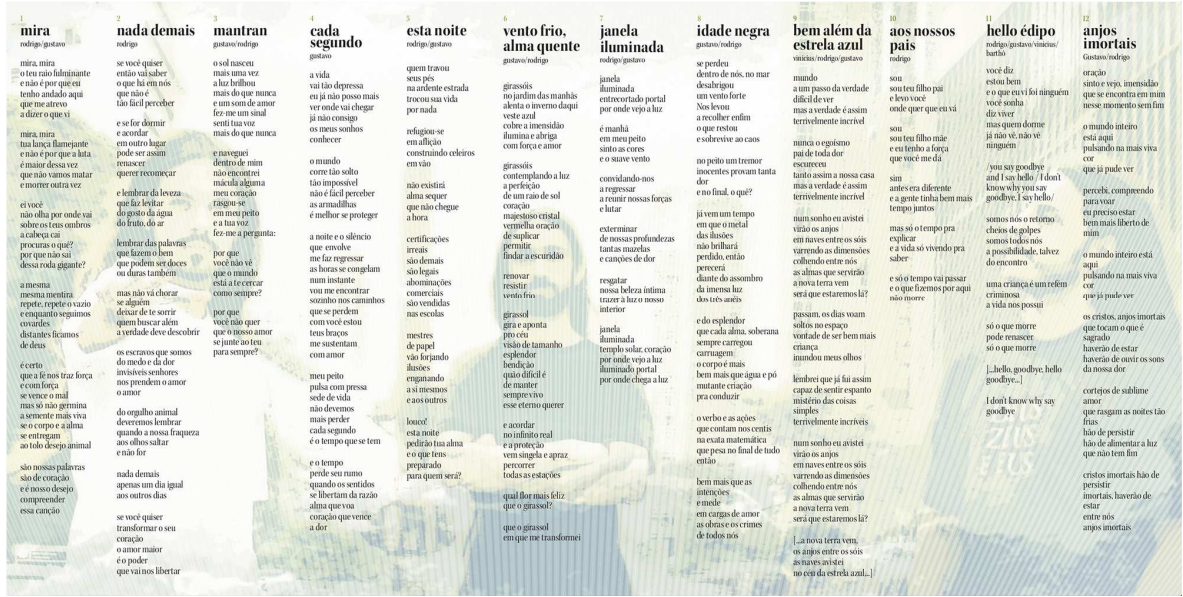 1
mira
rodrigo/gustavo
mira, mira
o teu raio fulminante
e não é por que eu
tenho andado aqui
que me atrevo
a dizer o que vi
mira, mira
tua lança flamejante
e não é por que a luta
é maior dessa vez
que não vamos matar
e morrer outra vez
ei você
não olha por onde vai
sobre os teus ombros
a cabeça cai
procuras o quê?
por que não sai
dessa roda gigante?
a mesma
mesma mentira
repete, repete o vazio
e enquanto seguimos
covardes
distantes ficamos
de deus
é certo
que a fé nos traz força
e com força
se vence o mal
mas só não germina
a semente mais viva
se o corpo e a alma
se entregam
ao tolo desejo animal
são nossas palavras
são de coração
e é nosso desejo
compreender
essa canção
2
nada demais
rodrigo
se você quiser
então vai saber
o que há em nós
que não é
tão fácil perceber
e se for dormir
e acordar
em outro lugar
pode ser assim
renascer
querer recomeçar
e lembrar da leveza
que faz levitar
do gosto da água
do fruto, do ar
lembrar das palavras
que fazem o bem
que podem ser doces
ou duras também
mas não vá chorar
se alguém
deixar de te sorrir
quem buscar além
a verdade deve descobrir
os escravos que somos
do medo e da dor
invisíveis senhores
nos prendem o amor
o amor
do orgulho animal
deveremos lembrar
quando a nossa fraqueza
aos olhos saltar
e não for
nada demais
apenas um dia igual
aos outros dias
se você quiser
transformar o seu
coração
o amor maior
é o poder
que vai nos libertar
3
mantran
gustavo/rodrigo
o sol nasceu
mais uma vez
a luz brilhou
mais do que nunca
e um som de amor
fez-me um sinal
senti tua voz
mais do que nunca
e naveguei
dentro de mim
não encontrei
mácula alguma
meu coração
rasgou-se
em meu peito
e a tua voz
fez-me a pergunta:
por que
você não vê
que o mundo
está a te cercar
como sempre?
por que
você não quer
que o nosso amor
se junte ao teu
para sempre?
4
cada
segundo
gustavo
a vida
vai tão depressa
eu já não posso mais
ver onde vai chegar
já não consigo
os meus sonhos
conhecer
o mundo
corre tão solto
tão impossível
não é fácil perceber
as armadilhas
é melhor se proteger
a noite e o silêncio
que envolve
me faz regressar
as horas se congelam
num instante
vou me encontrar
sozinho nos caminhos
que se perdem
com você estou
teus braços
me sustentam
com amor
meu peito
pulsa com pressa
sede de vida
não devemos
mais perder
cada segundo
é o tempo que se tem
e o tempo
perde seu rumo
quando os sentidos
se libertam da razão
alma que voa
coração que vence
a dor
5
esta noite
rodrigo/gustavo
quem travou
seus pés
na ardente estrada
trocou sua vida
por nada
refugiou-se
em aflição
construindo celeiros
em vão
não existirá
alma sequer
que não chegue
a hora
certificações
irreais
são demais
são legais
abominações
comerciais
são vendidas
nas escolas
mestres
de papel
vão forjando
ilusões
enganando
a si mesmos
e aos outros
louco!
esta noite
pedirão tua alma
e o que tens
preparado
para quem será?
6
vento frio,
alma quente
gustavo/rodrigo
girassóis
no jardim das manhãs
alenta o inverno daqui
veste azul
cobre a imensidão
ilumina e abriga
com força e amor
girassóis
contemplando a luz
a perfeição
de um raio de sol
coração
majestoso cristal
vermelha oração
de suplicar
permitir
findar a escuridão
renovar
resistir
vento frio
girassol
gira e aponta
pro céu
visão de tamanho
esplendor
bendição
quão difícil é
de manter
sempre vivo
esse eterno querer
e acordar
no infinito real
e a proteção
vem singela e apraz
percorrer
todas as estações
qual flor mais feliz
que o girassol?
que o girassol
em que me transformei
7
janela
iluminada
rodrigo/gustavo
janela
iluminada
entrecortado portal
por onde vejo a luz
é manhã
em meu peito
sinto as cores
e o suave vento
convidando-nos
a regressar
a reunir nossas forças
e lutar
exterminar
de nossas profundezas
tantas mazelas
e canções de dor
resgatar
nossa beleza íntima
trazer à luz o nosso
interior
janela
iluminada
templo solar, coração
por onde vejo a luz
iluminado portal
por onde chega a luz
8
idade negra
gustavo/rodrigo
se perdeu
dentro de nós, no mar
desabrigou
um vento forte
Nos levou
a recolher enfim
o que restou
e sobrevive ao caos
no peito um tremor
inocentes provam tanta
dor
e no final, o quê?
já vem um tempo
em que o metal
das ilusões
não brilhará
perdido, então
perecerá
diante do assombro
da imensa luz
dos três anéis
e do esplendor
que cada alma, soberana
sempre carregou
carruagem
o corpo é mais
bem mais que água e pó
mutante criação
pra conduzir
o verbo e as ações
que contam nos centis
na exata matemática
que pesa no final de tudo
então
bem mais que as
intenções
e mede
em cargas de amor
as obras e os crimes
de todos nós
9
bem além da
estrela azul
vinicius/rodrigo/gustavo
mundo
a um passo da verdade
difícil de ver
mas a verdade é assim
terrivelmente incrível
nunca o egoísmo
pai de toda dor
escureceu
tanto assim a nossa casa
mas a verdade é assim
terrivelmente incrível
num sonho eu avistei
virão os anjos
em naves entre os sóis
varrendo as dimensões
colhendo entre nós
as almas que servirão
a nova terra vem
será que estaremos lá?
passam, os dias voam
soltos no espaço
vontade de ser bem mais
criança
inundou meus olhos
lembrei que já fui assim
capaz de sentir espanto
mistério das coisas
simples
terrivelmente incríveis
num sonho eu avistei
virão os anjos
em naves entre os sóis
varrendo as dimensões
colhendo entre nós
as almas que servirão
a nova terra vem
será que estaremos lá?
[...a nova terra vem,
os anjos entre os sóis
as naves avistei
no céu da estrela azul...]
10
aos nossos
pais
rodrigo/gustavo
sou
sou teu filho pai
e levo você
onde quer que eu vá
sou
sou teu filho mãe
e eu tenho a força
que você me dá
sim
antes era diferente
e a gente tinha bem mais
tempo juntos
mas só o tempo pra
explicar
e a vida só vivendo pra
saber
e só o tempo vai passar
e o que fizemos por aqui
não morre
11
hello édipo
rodrigo/gustavo/vinicius/
barthô
você diz
estou bem
e o que eu vi foi ninguém
você sonha
diz viver
mas quem dorme
já não vê, não vê
ninguém
/you say goodbye
and I say hello / I don't
know why you say
goodbye, I say hello/
somos nós o retorno
cheios de golpes
somos todos nós
a possibilidade, talvez
do encontro
uma criança é um refém
criminosa
a vida nos possui
só o que morre
pode renascer
só o que morre
[...hello, goodbye, hello
goodbye...]
I don't know why say
goodbye
12
anjos
imortais
Gustavo/rodrigo
oração
sinto e vejo, imensidão
que se encontra em mim
nesse momento sem fim
o mundo inteiro
está aqui
pulsando na mais viva
cor
que já pude ver
percebi, compreendo
para voar
eu preciso estar
bem mais liberto de
mim
o mundo inteiro está
aqui
pulsando na mais viva
cor
que já pude ver
os cristos, anjos imortais
que tocam o que é
sagrado
haverão de estar
haverão de ouvir os sons
da nossa dor
cortejos de sublime
amor
que rasgam as noites tão
frias
hão de persistir
hão de alimentar a luz
que não tem fim
cristos imortais hão de
persistir
imortais, haverão de
estar
entre nós
anjos imortais